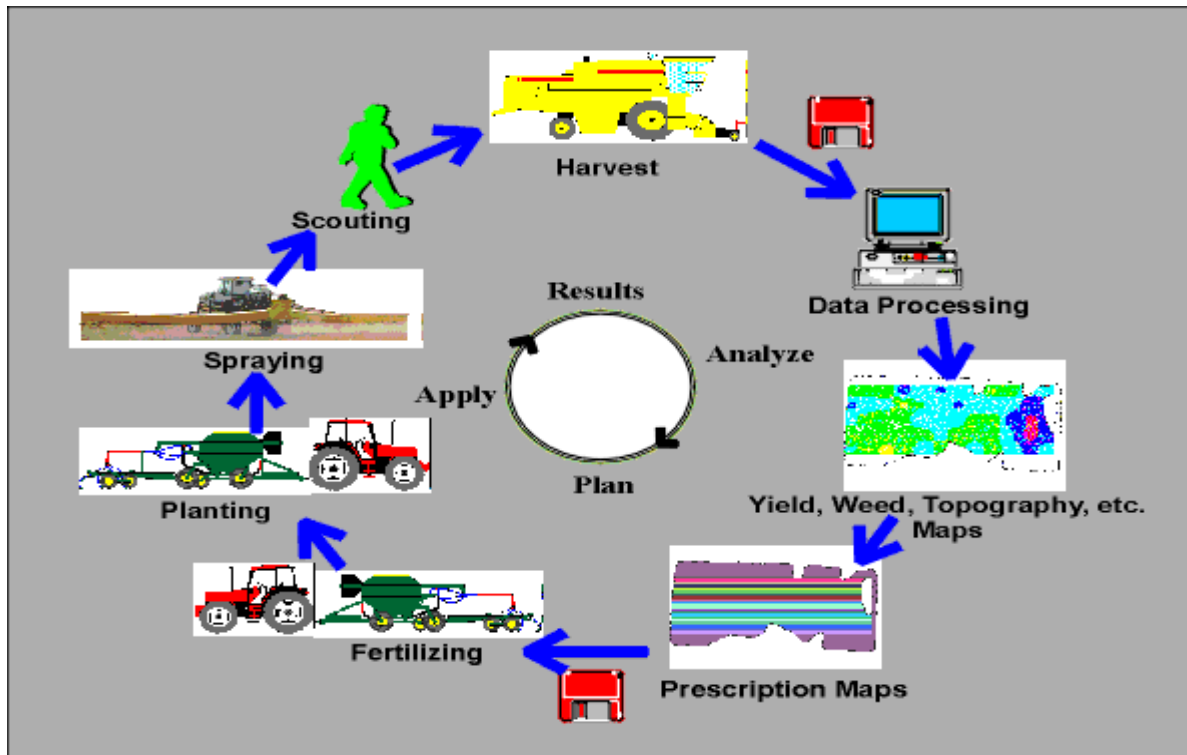 Harvest
Scouting
Data Processing
Results
Spraying
Analyze
Apply
Plan
Planting
Yield, Weed, Topography, etc.
Maps
Fertilizing
Prescription Maps